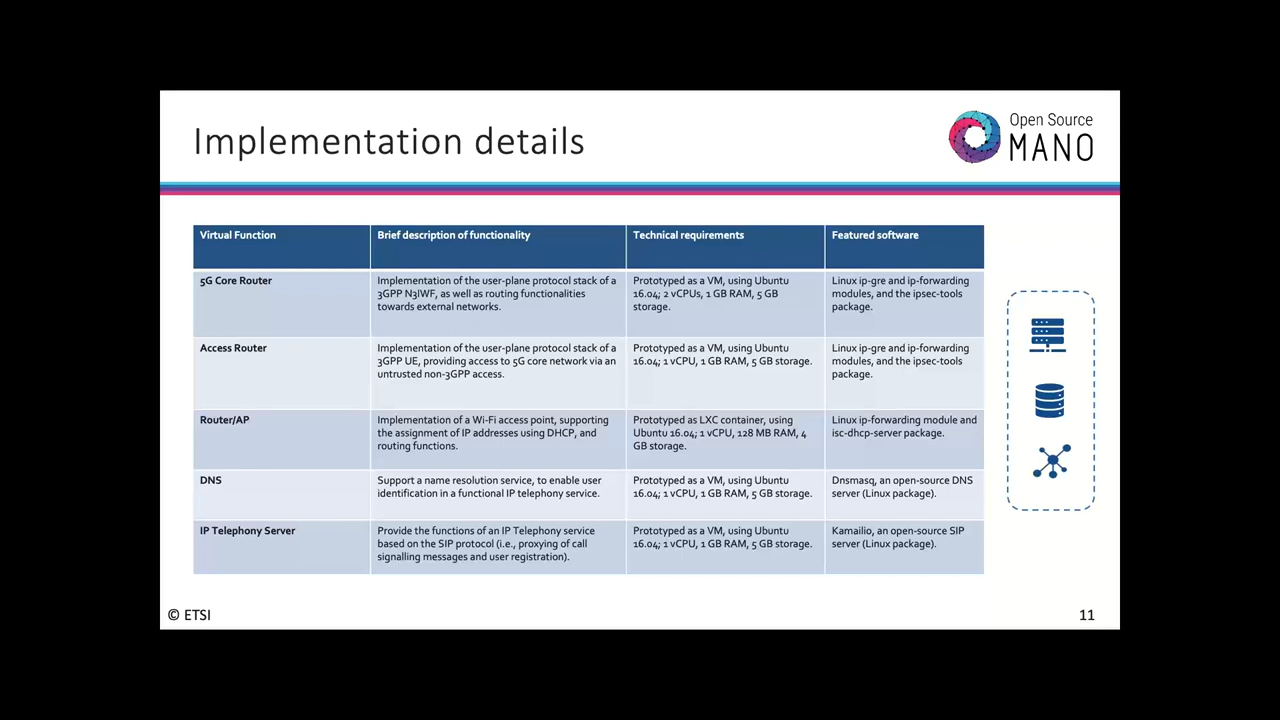 Implementation details
Open Source
MANO
Virtual Function
Brief description of functionality
Technical requirements
Featured software
5G Core Router
Implementation of the user-plane protocol stack of a
3GPP N3IWF, as well as routing functionalities
towards external networks.
Prototyped as a VM, using Ubuntu
16.04; 2 vCPUs, 1 GB RAM, 5 GB
storage.
Linux ip-gre and ip-forwarding
modules, and the ipsec-tools
package.
Access Router
Implementation of the user-plane protocol stack of a
3GPP UE, providing access to 5G core network via an
untrusted non-3GPP access.
Prototyped as a VM, using Ubuntu
16.04; 1 vCPU, 1 GB RAM, 5 GB storage.
Linux ip-gre and ip-forwarding
modules, and the ipsec-tools
package.
Router/AP
Implementation of a Wi-Fi access point, supporting
the assignment of IP addresses using DHCP, and
routing functions.
Prototyped as LXC container, using
Ubuntu 16.04; 1 vCPU, 128 MB RAM, 4
GB storage.
Linux ip-forwarding module and
isc-dhcp-server package.
DNS
Support a name resolution service, to enable user
identification in a functional IP telephony service.
Prototyped as a VM, using Ubuntu
16.04; 1 vCPU, 1 GB RAM, 5 GB storage.
Dnsmasq, an open-source DNS
server (Linux package).
IP Telephony Server
Provide the functions of an IP Telephony service
based on the SIP protocol (i.e., proxying of call
signalling messages and user registration).
Prototyped as a VM, using Ubuntu
16.04; 1 vCPU, 1 GB RAM, 5 GB storage.
Kamailio, an open-source SIP
server (Linux package).
© ETSI
11